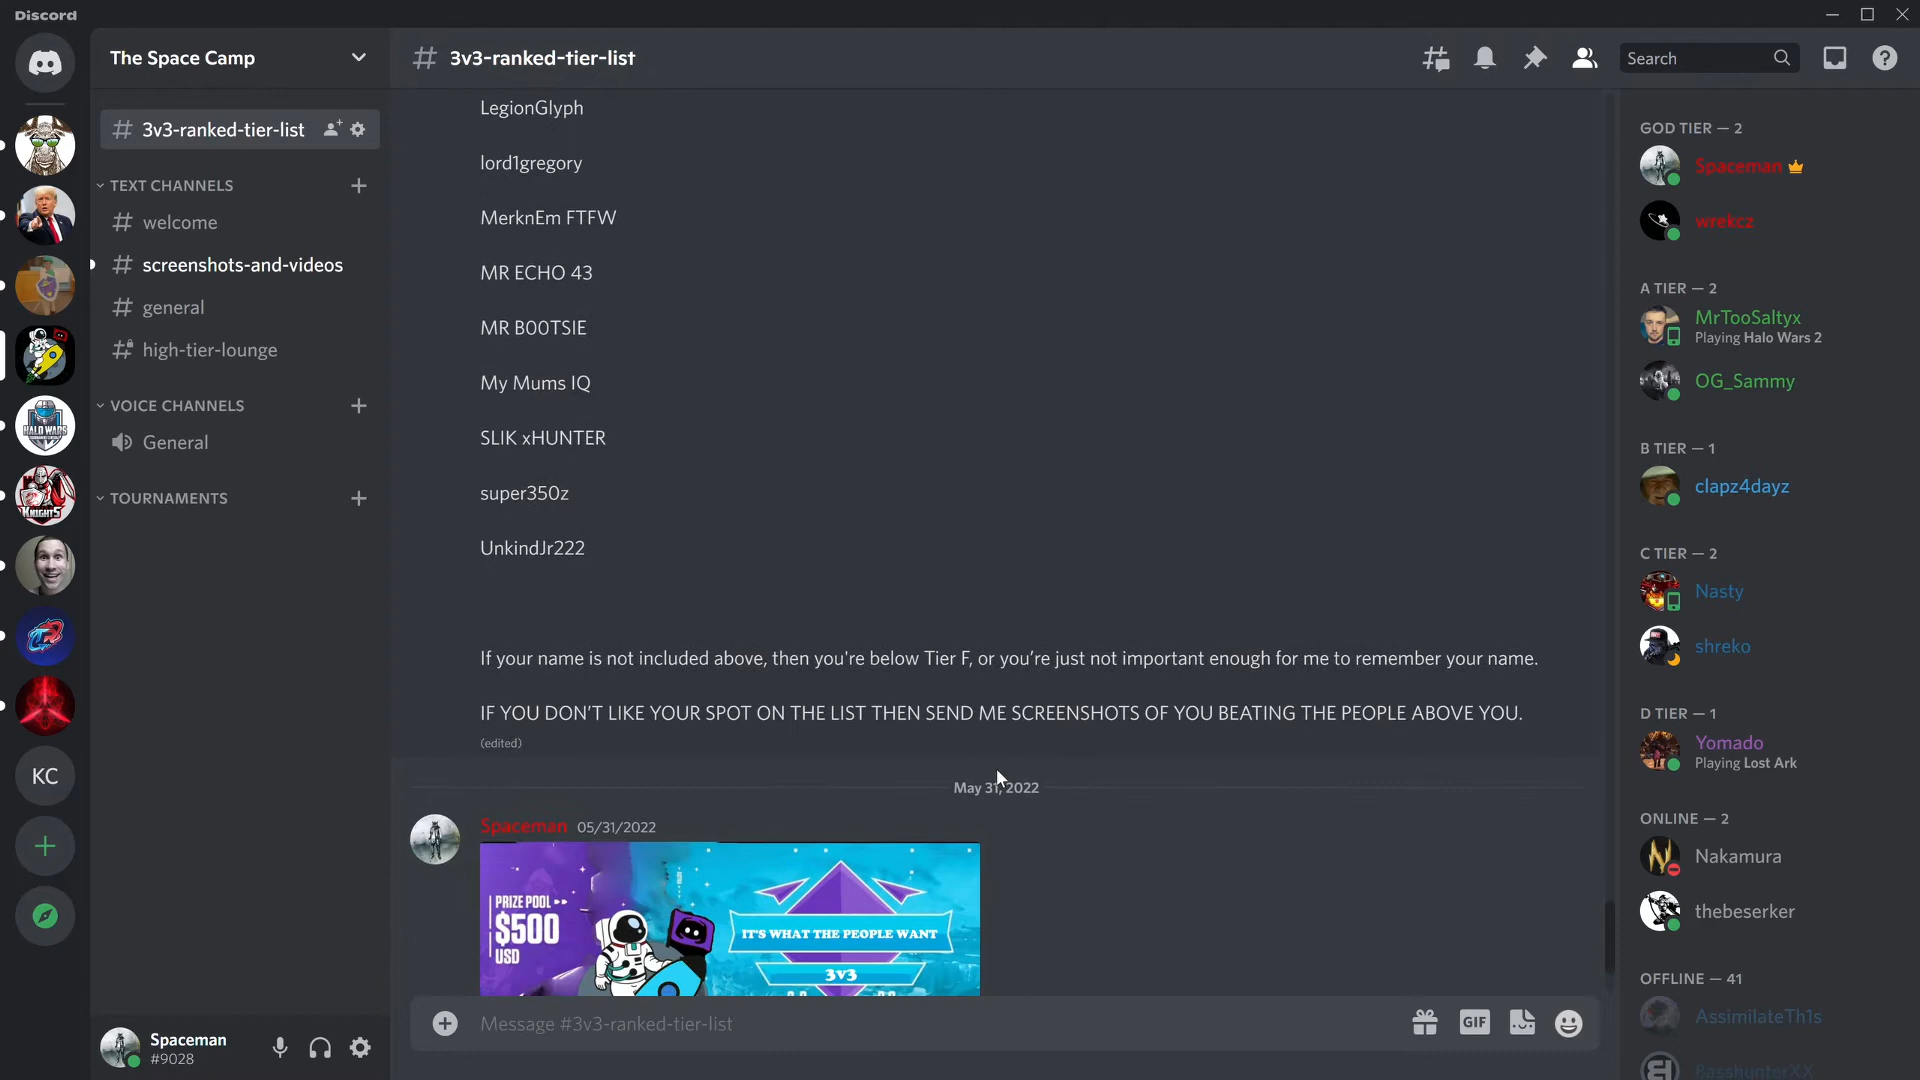 Discord
The Space Camp
3v3-ranked-tier-list
Search
3v3-ranked-tier-list
TEXT CHANNELS
welcome
screenshots-and-videos
general
high-tier-lounge
VOICE CHANNELS
General
TOURNAMENTS
HALO WARS
KNIGHTS
KC
Spaceman
#9028
LegionGlyph
lord1gregory
MerknEm FTFW
MR ECHO 43
MR B00TSIE
My Mums IQ
SLIK xHUNTER
super350z
UnkindJr222
If your name is not included above, then you're below Tier F, or you’re just not important enough for me to remember your name.
IF YOU DON’T LIKE YOUR SPOT ON THE LIST THEN SEND ME SCREENSHOTS OF YOU BEATING THE PEOPLE ABOVE YOU.
(edited)
May 31, 2022
Spaceman 05/31/2022
PRIZE POOL
$500
USD
IT'S WHAT THE PEOPLE WANT
3v3
Message #3v3-ranked-tier-list
GIF
GOD TIER — 2
Spaceman
wrekcz
A TIER — 2
MrTooSaltyx
Playing Halo Wars 2
OG_Sammy
B TIER — 1
clapz4dayz
C TIER — 2
Nasty
shreko
D TIER — 1
Yomado
Playing Lost Ark
ONLINE — 2
Nakamura
thebeserker
OFFLINE — 41
AssimilateTh1s
BasshunterXX